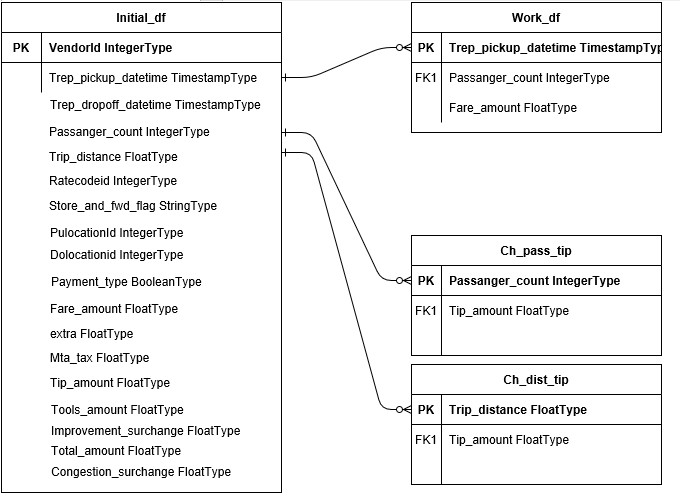 Initial_df
PK VendorId IntegerType
Trep_pickup_datetime TimestampType
Trep_dropoff_datetime TimestampType
Passanger_count IntegerType
Trip_distance FloatType
Ratecodeid IntegerType
Store_and_fwd_flag StringType
PulocationId IntegerType
Dolocationid IntegerType
Payment_type BooleanType
Fare_amount FloatType
extra FloatType
Mta_tax FloatType
Tip_amount FloatType
Tools_amount FloatType
Improvement_surchange FloatType
Total_amount FloatType
Congestion_surchange FloatType
Work_df
PK Trep_pickup_datetime TimestampTyp
FK1 Passanger_count IntegerType
Fare_amount FloatType
Ch_pass_tip
PK Passanger_count IntegerType
FK1 Tip_amount FloatType
Ch_dist_tip
PK Trip_distance FloatType
FK1 Tip_amount FloatType